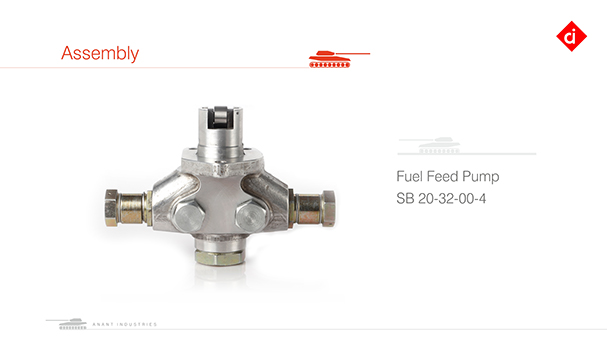 Assembly
Fuel Feed Pump
SB 20-32-00-4
ANANT INDUSTRIES